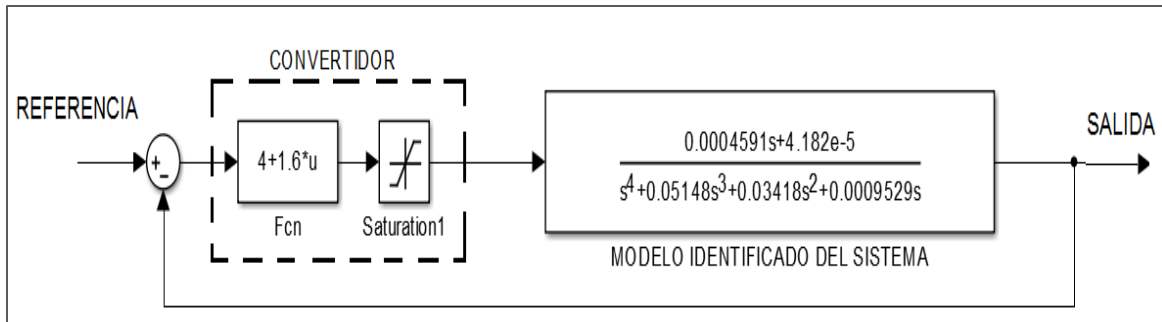 CONVERTIDOR
REFERENCIA
+
−
4+1.6*u
Fcn
Saturation1
0.0004591s+4.182e-5
s⁴+0.05148s³+0.03418s²+0.0009529s
MODELO IDENTIFICADO DEL SISTEMA
SALIDA